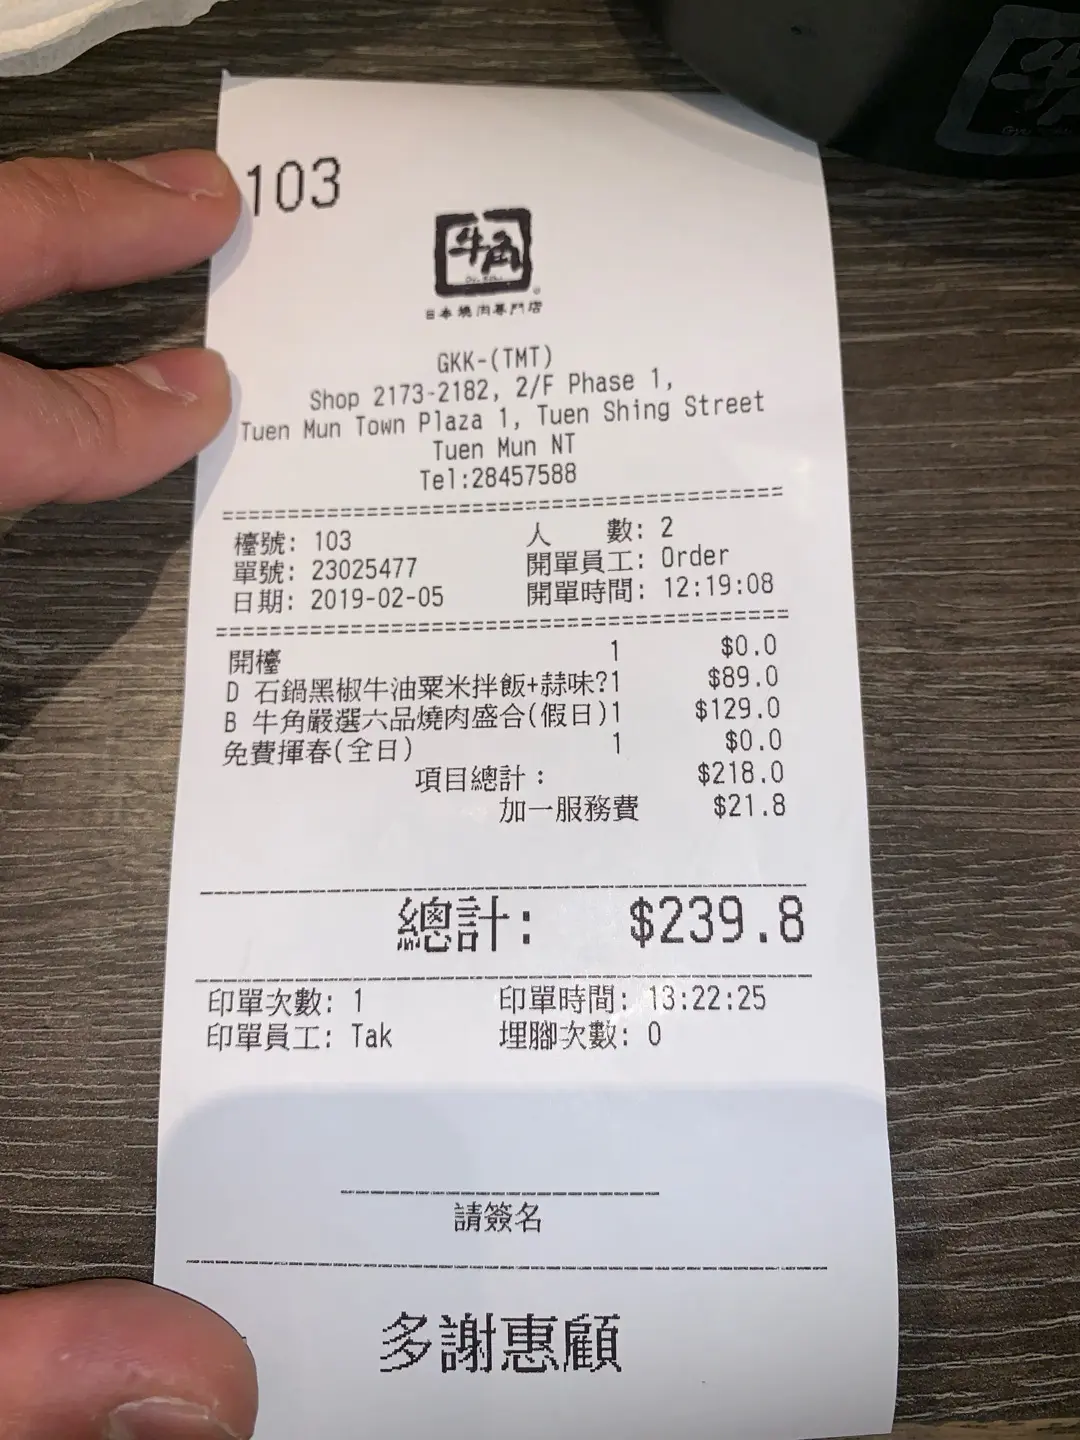 103
牛角
日本燒肉專門店
GKK-(TMT)
Shop 2173-2182, 2/F Phase 1,
Tuen Mun Town Plaza 1, Tuen Shing Street
Tuen Mun NT
Tel:28457588
檯號: 103 人 數: 2
單號: 23025477 開單員工: Order
日期: 2019-02-05 開單時間: 12:19:08
開檯 1 $0.0
D 石鍋黑椒牛油粟米拌飯+蒜味?1 $89.0
B 牛角嚴選六品燒肉盛合(假日)1 $129.0
免費揮春(全日) 1 $0.0
項目總計: $218.0
加一服務費 $21.8
總計: $239.8
印單次數: 1 印單時間: 13:22:25
印單員工: Tak 埋腳次數: 0
請簽名
多謝惠顧